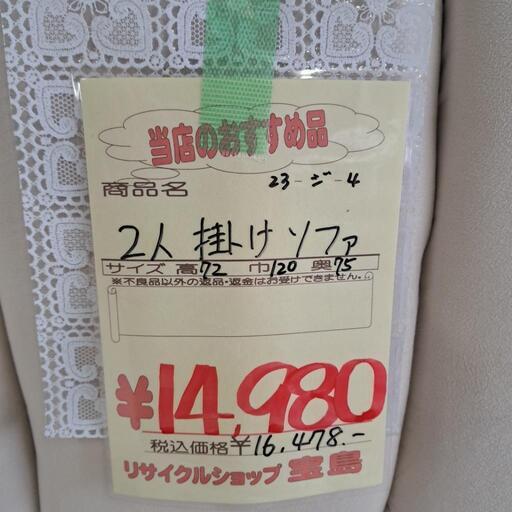 当店のおすすめ品
商品名
23-ジ-4
2人掛けソファ
サイズ 高72 巾120 奥75
※不良品以外の返品・返金はお受けできません。
¥14,980
税込価格¥16,478.-
リサイクルショップ 宝島